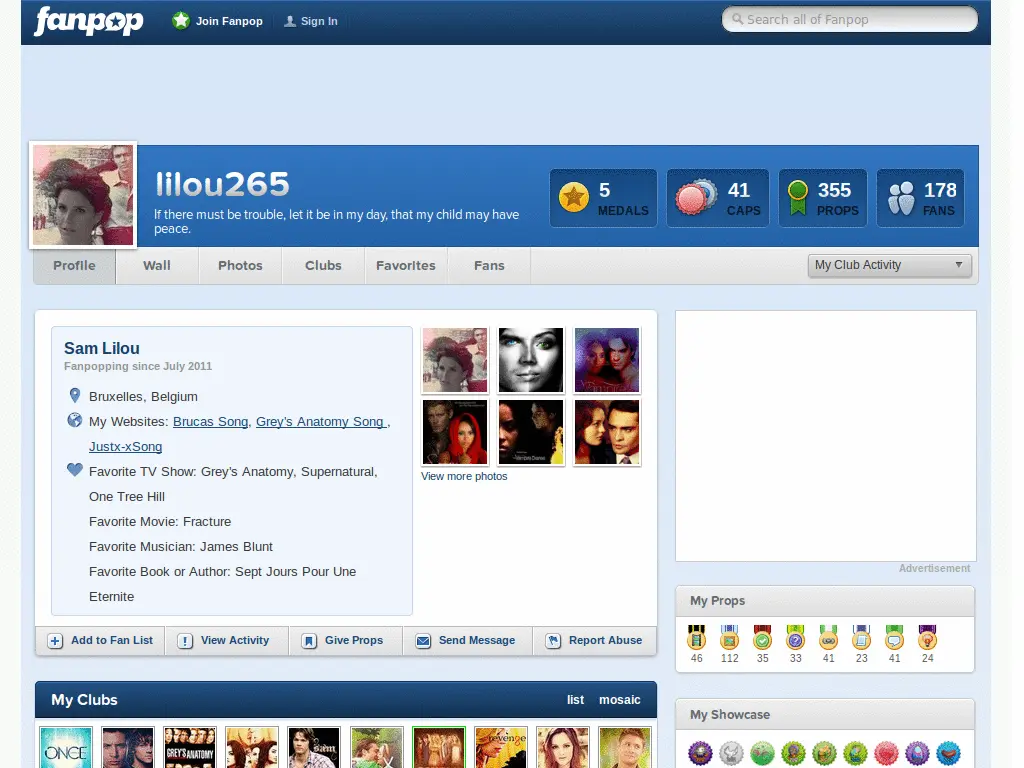 fanpop
Join Fanpop
Sign In
Search all of Fanpop
lilou265
If there must be trouble, let it be in my day, that my child may have
peace.
5
MEDALS
41
CAPS
355
PROPS
178
FANS
Profile
Wall
Photos
Clubs
Favorites
Fans
My Club Activity
Sam Lilou
Fanpopping since July 2011
Bruxelles, Belgium
My Websites: Brucas Song, Grey's Anatomy Song ,
Justx-xSong
Favorite TV Show: Grey's Anatomy, Supernatural,
One Tree Hill
Favorite Movie: Fracture
Favorite Musician: James Blunt
Favorite Book or Author: Sept Jours Pour Une
Eternite
View more photos
Advertisement
Add to Fan List
View Activity
Give Props
Send Message
Report Abuse
My Props
46 112 35 33 41 23 41 24
My Clubs
list
mosaic
My Showcase
ONCE
GREY'S ANATOMY
sam
revenge